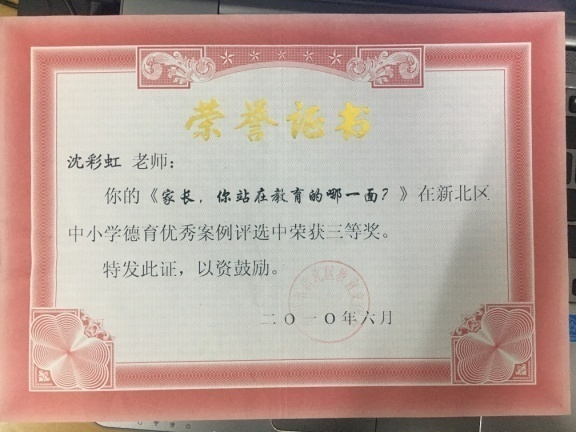 荣誉证书
沈彩虹 老师：
你的《家长，你站在教育的哪一面？》在新北区
中小学德育优秀案例评选中荣获三等奖。
特发此证，以资鼓励。
二〇一〇年六月